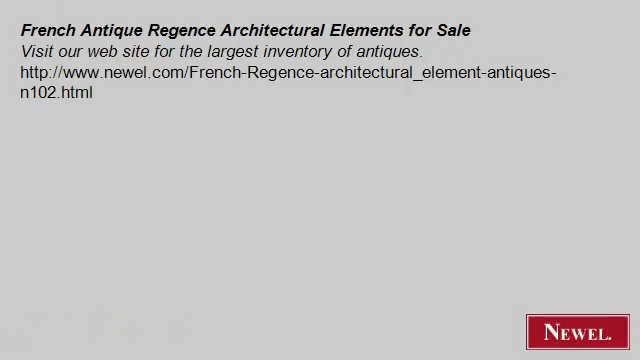 French Antique Regence Architectural Elements for Sale
Visit our web site for the largest inventory of antiques.
http://www.newel.com/French-Regence-architectural_element-antiques-
n102.html
NEWEL.